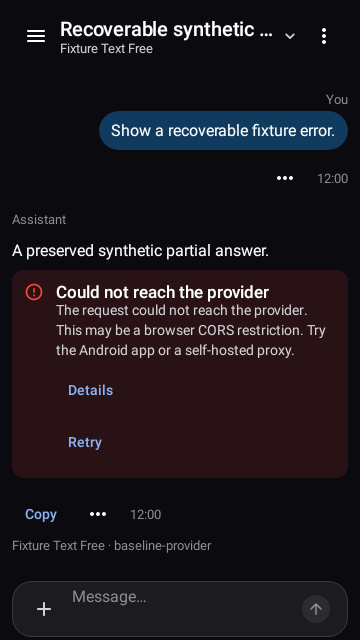 Recoverable synthetic ...
Fixture Text Free
You
Show a recoverable fixture error.
12:00
Assistant
A preserved synthetic partial answer.
Could not reach the provider
The request could not reach the provider.
This may be a browser CORS restriction. Try
the Android app or a self-hosted proxy.
Details
Retry
Copy
12:00
Fixture Text Free · baseline-provider
Message...